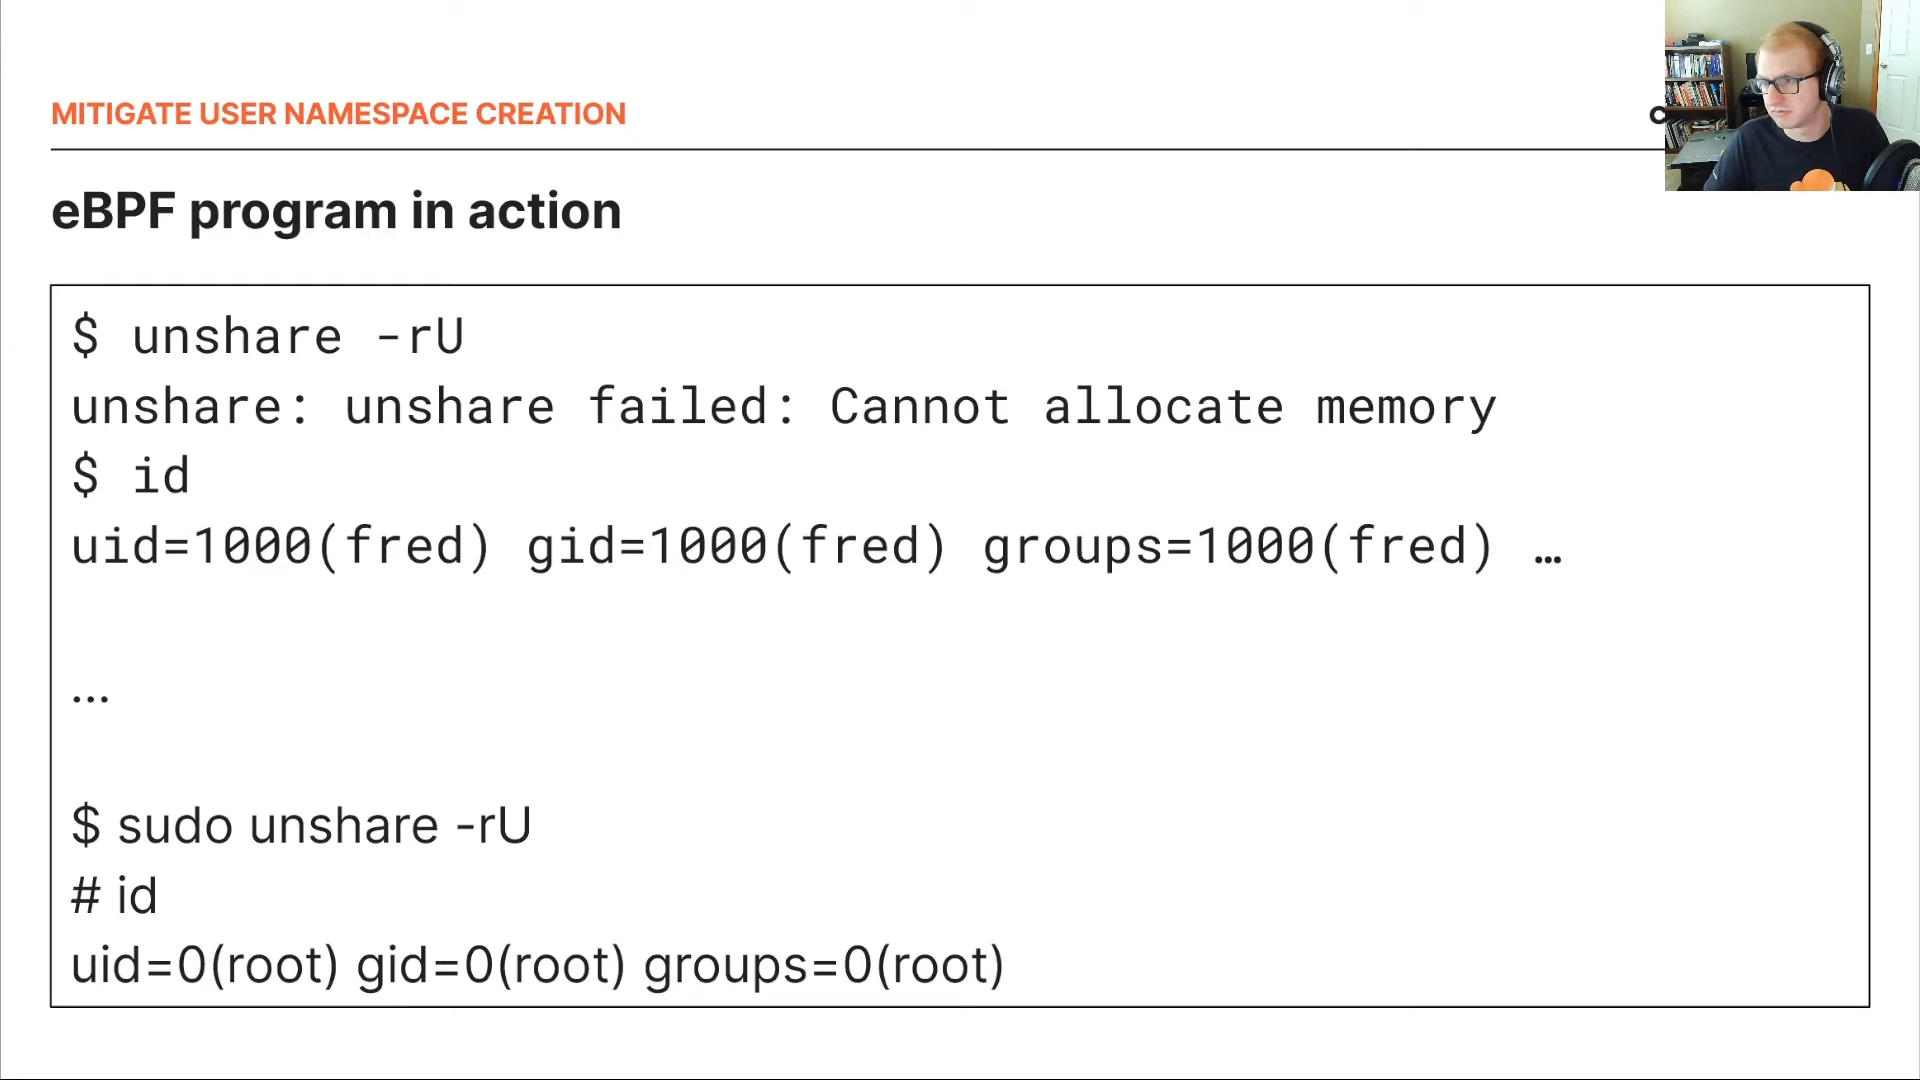 MITIGATE USER NAMESPACE CREATION
eBPF program in action
$ unshare -rU
unshare: unshare failed: Cannot allocate memory
$ id
uid=1000(fred) gid=1000(fred) groups=1000(fred) …
...
$ sudo unshare -rU
# id
uid=0(root) gid=0(root) groups=0(root)